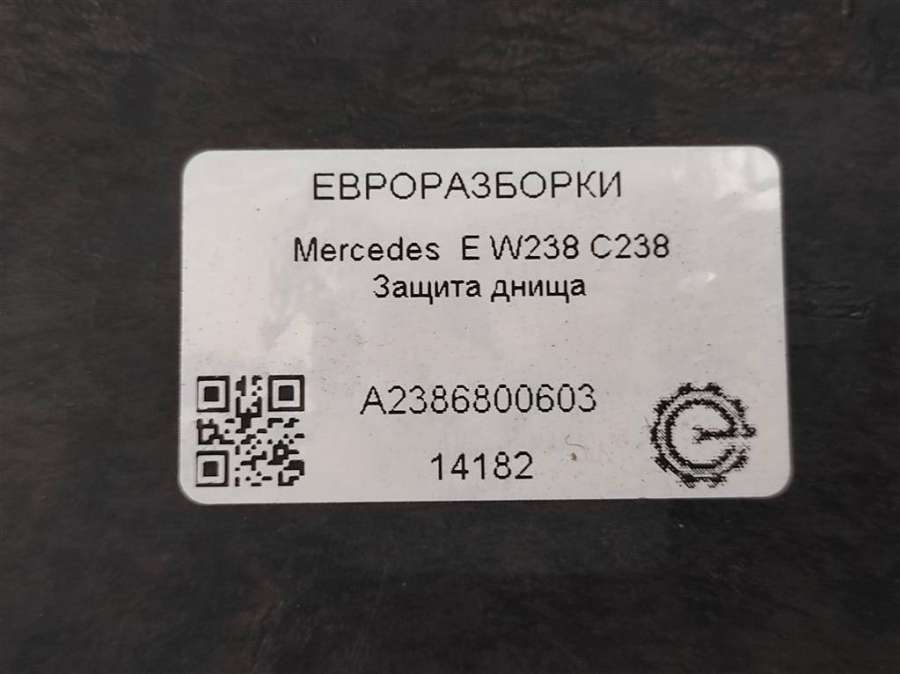 ЕВРОРАЗБОРКИ
Mercedes E W238 C238
Защита днища
A2386800603
14182